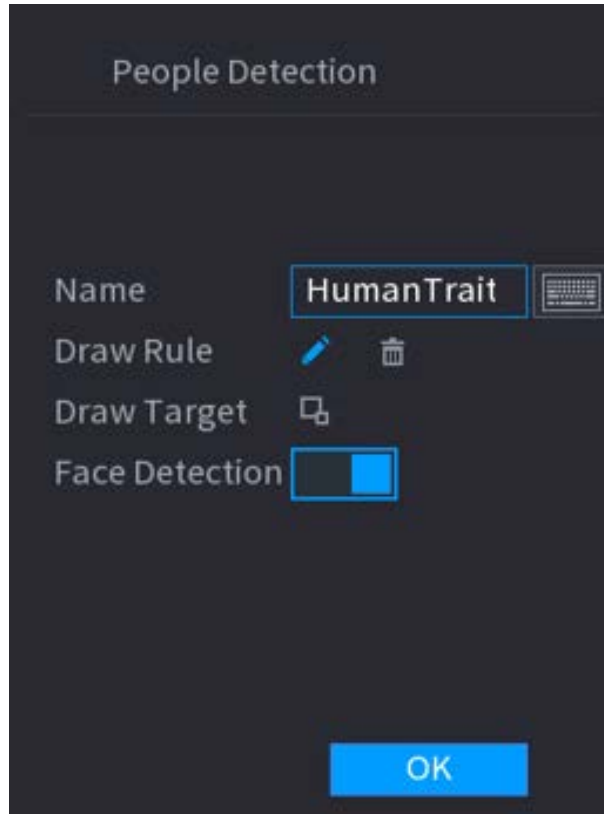 People Detection
Name HumanTrait
Draw Rule
Draw Target
Face Detection
OK